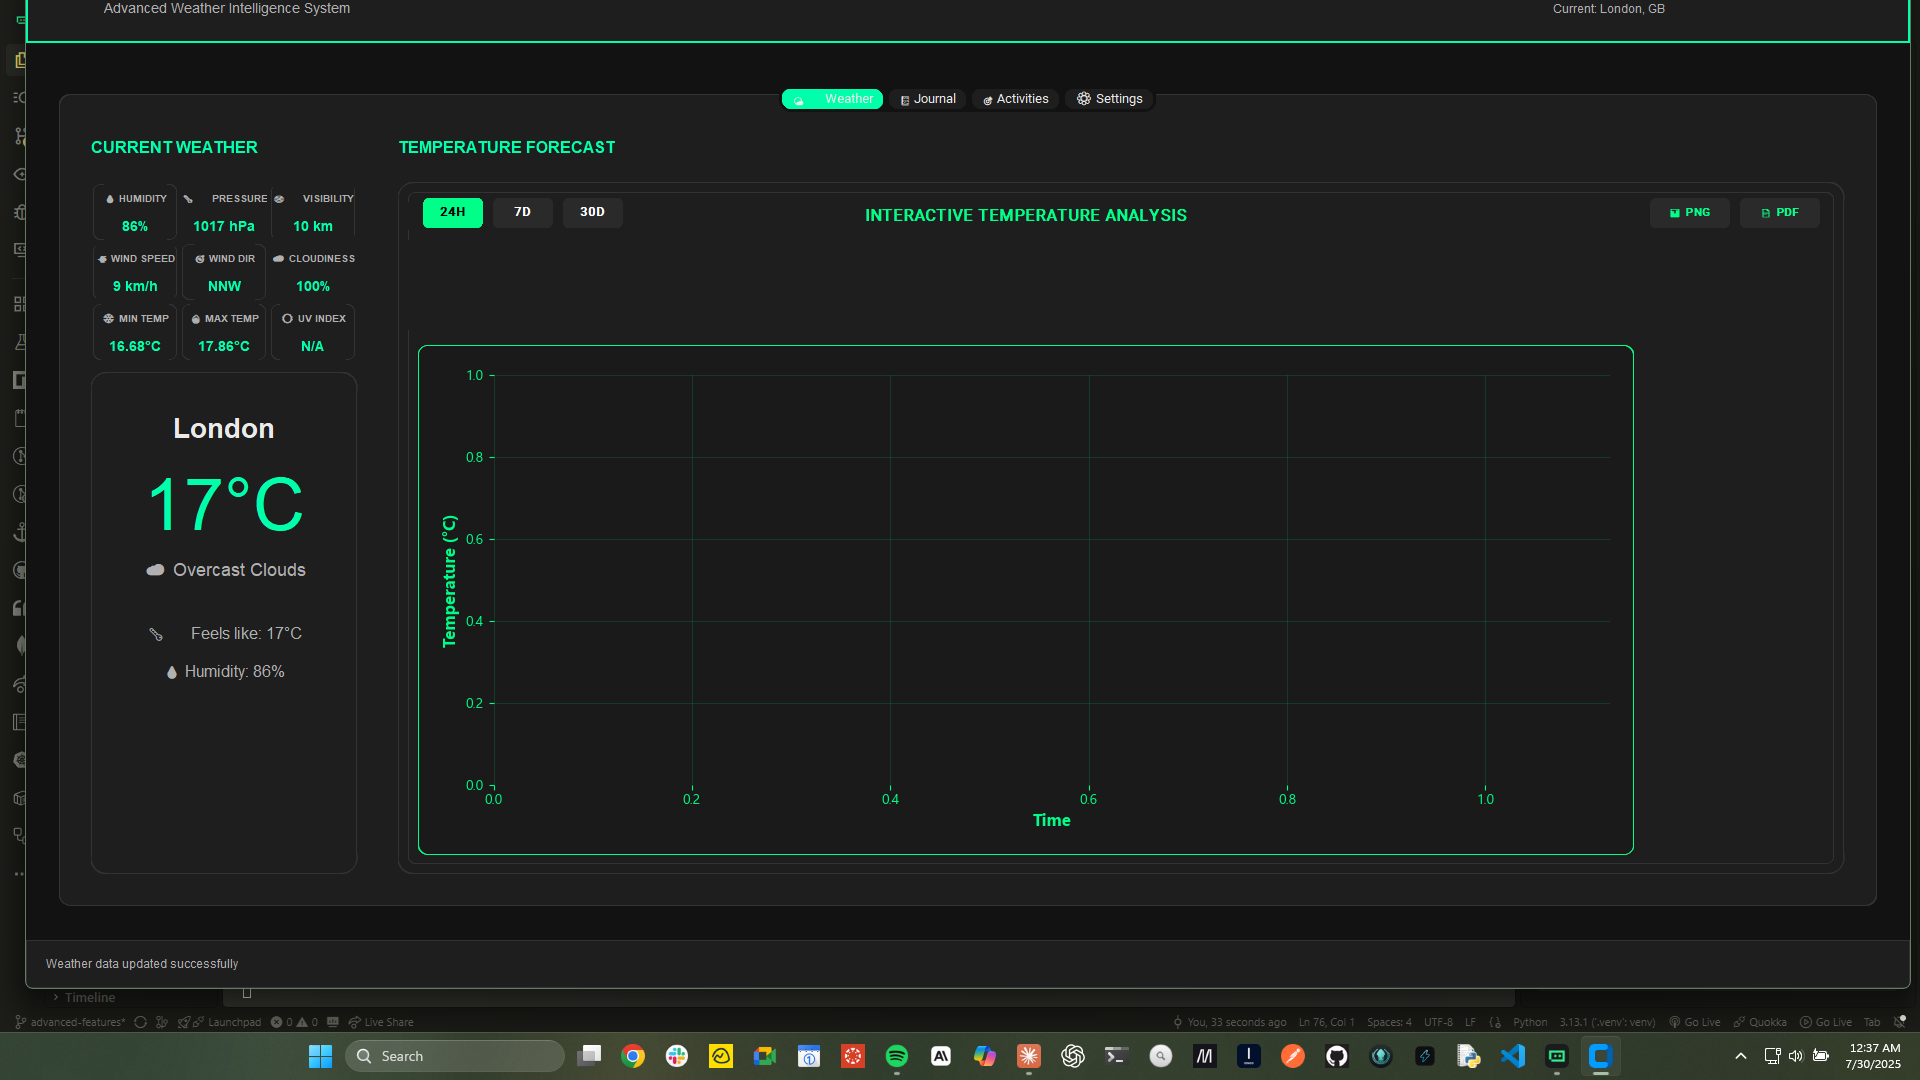 Advanced Weather Intelligence System
Current: London, GB
Weather
Journal
Activities
Settings
CURRENT WEATHER
TEMPERATURE FORECAST
HUMIDITY
86%
PRESSURE
1017 hPa
VISIBILITY
10 km
WIND SPEED
9 km/h
WIND DIR
NNW
CLOUDINESS
100%
MIN TEMP
16.68°C
MAX TEMP
17.86°C
UV INDEX
N/A
London
17°C
Overcast Clouds
Feels like: 17°C
Humidity: 86%
24H
7D
30D
INTERACTIVE TEMPERATURE ANALYSIS
PNG
PDF
Temperature (°C)
1.0
0.8
0.6
0.4
0.2
0.0
0.0
0.2
0.4
0.6
0.8
1.0
Time
Weather data updated successfully
Timeline
advanced-features*
Launchpad
0
0
Live Share
You, 33 seconds ago
Ln 76, Col 1
Spaces: 4
UTF-8
LF
Python
3.13.1 ('.venv': venv)
Go Live
Quokka
Go Live
Tab
Search
12:37 AM
7/30/2025